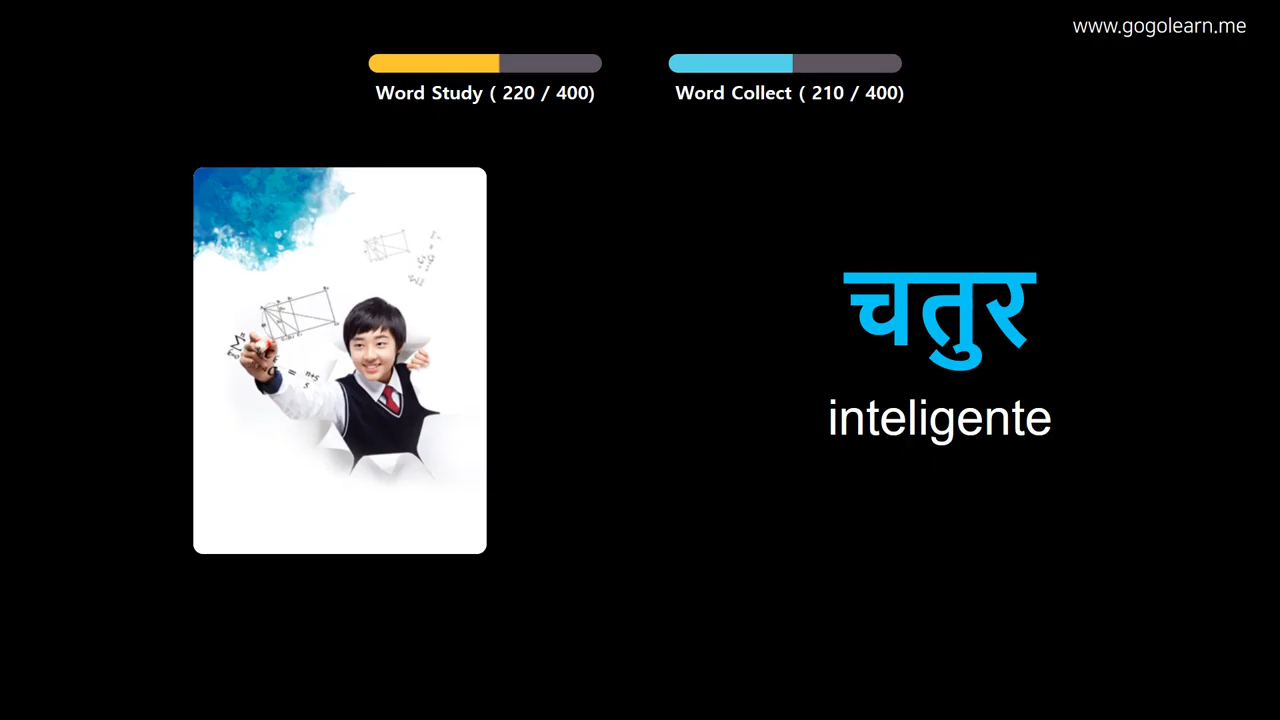 www.gogolearn.me
Word Study ( 220 / 400)
Word Collect ( 210 / 400)
चतुर
inteligente